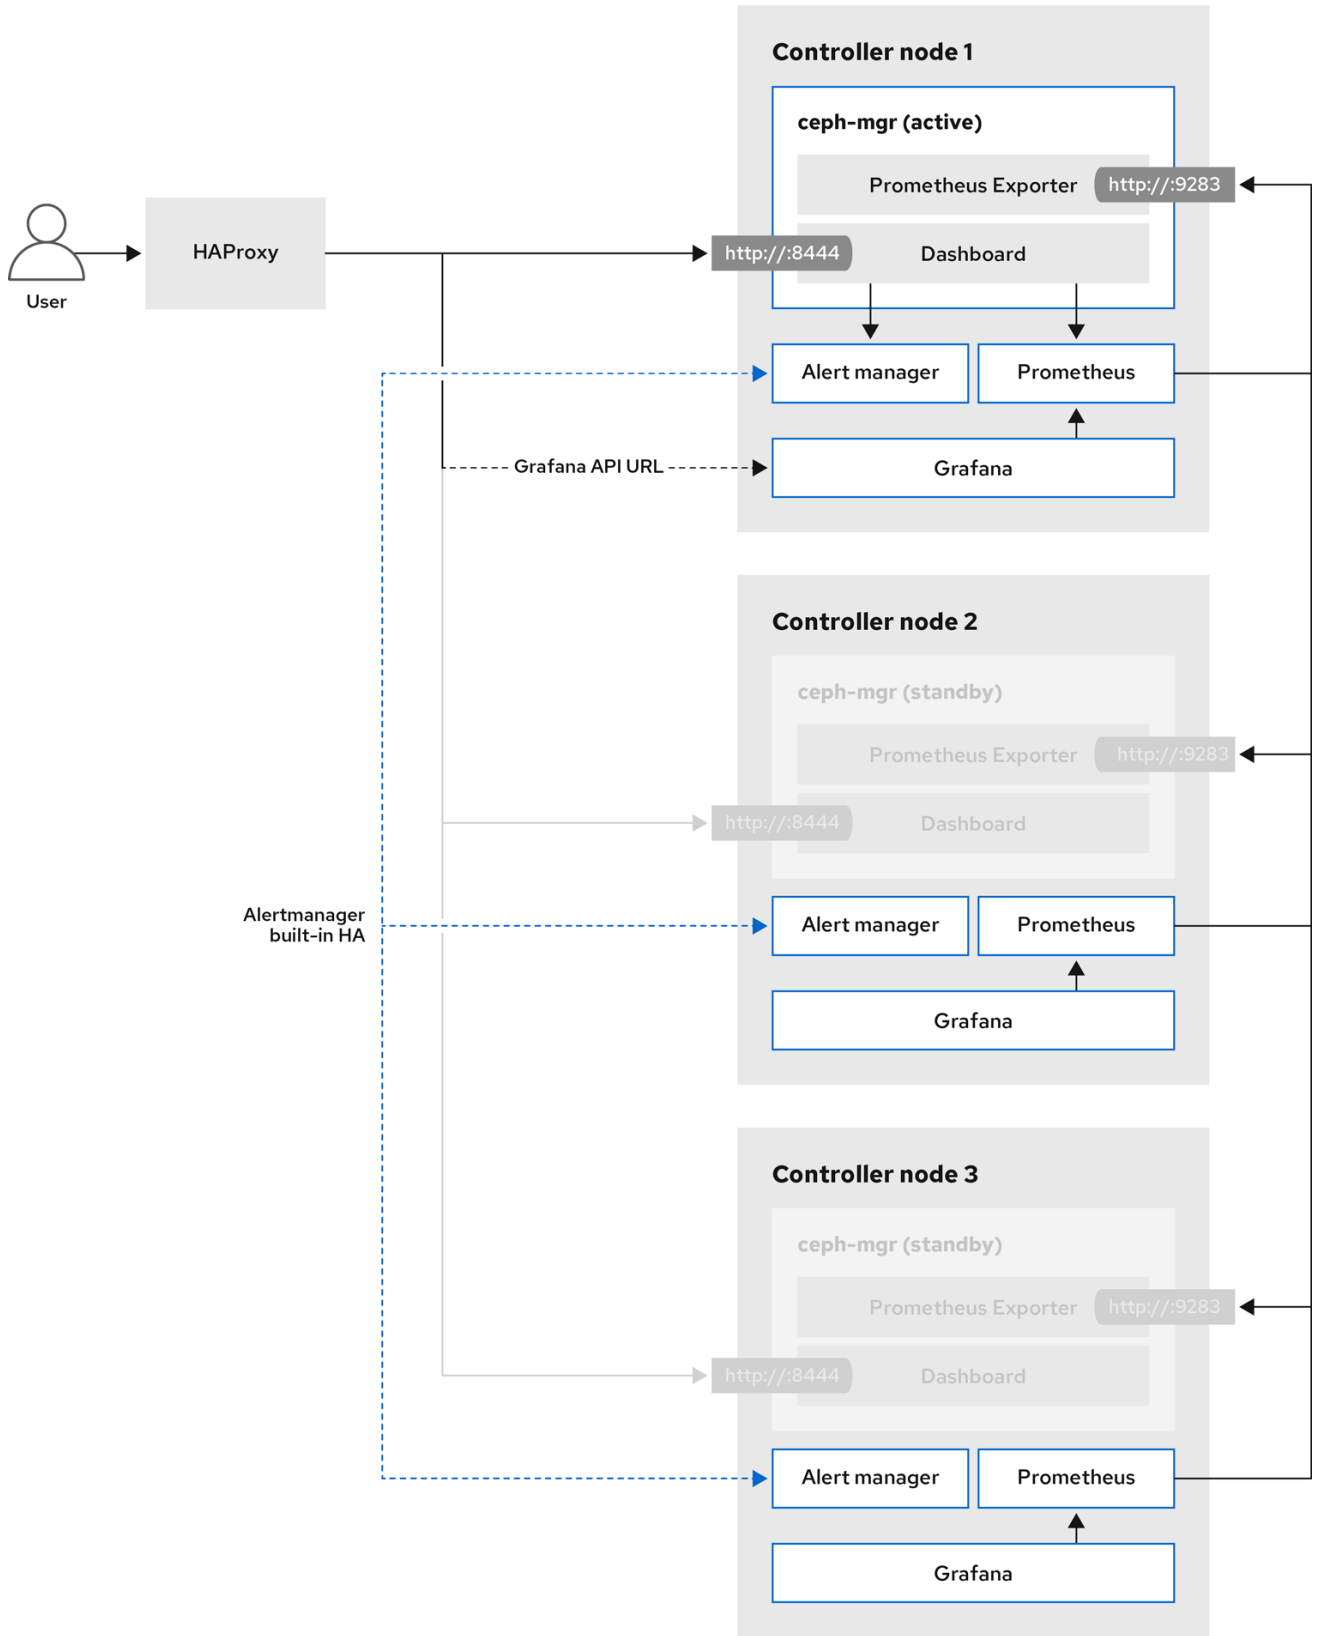 Controller node 1
ceph-mgr (active)
Prometheus Exporter
http://:9283
HAProxy
http://:8444
Dashboard
User
Alert manager
Prometheus
Grafana API URL
Grafana
Controller node 2
ceph-mgr (standby)
Prometheus Exporter
http://:9283
http://:8444
Dashboard
Alertmanager
built-in HA
Alert manager
Prometheus
Grafana
Controller node 3
ceph-mgr (standby)
Prometheus Exporter
http://:9283
http://:8444
Dashboard
Alert manager
Prometheus
Grafana